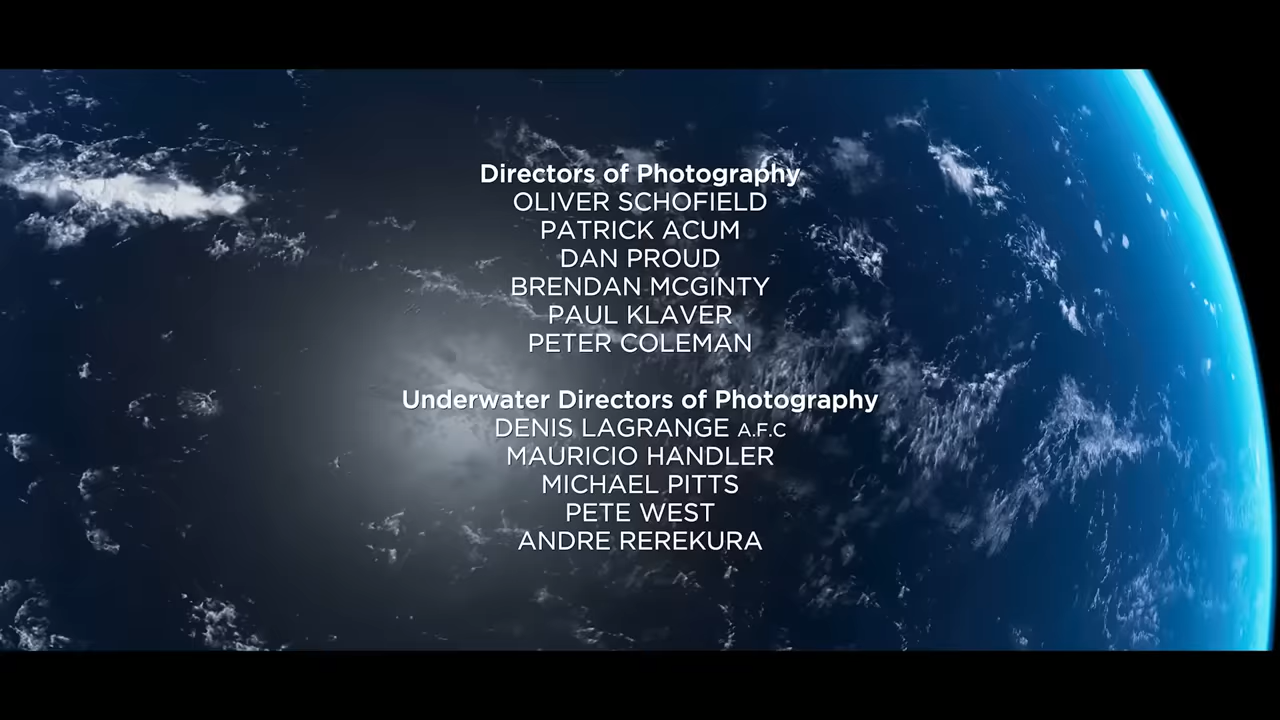 Directors of Photography
OLIVER SCHOFIELD
PATRICK ACUM
DAN PROUD
BRENDAN MCGINTY
PAUL KLAVER
PETER COLEMAN
Underwater Directors of Photography
DENIS LAGRANGE A.F.C
MAURICIO HANDLER
MICHAEL PITTS
PETE WEST
ANDRE REREKURA